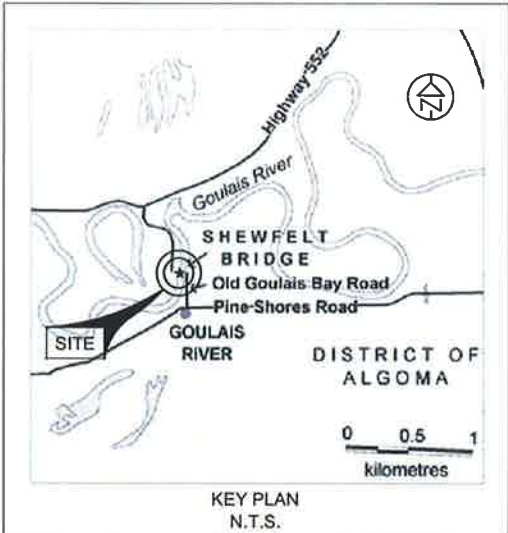 Highway 552
N
Goulais River
SHEWFELT
BRIDGE
Old Goulais Bay Road
Pine Shores Road
SITE
GOULAIS
RIVER
DISTRICT OF
ALGOMA
0 0.5 1
kilometres
KEY PLAN
N.T.S.